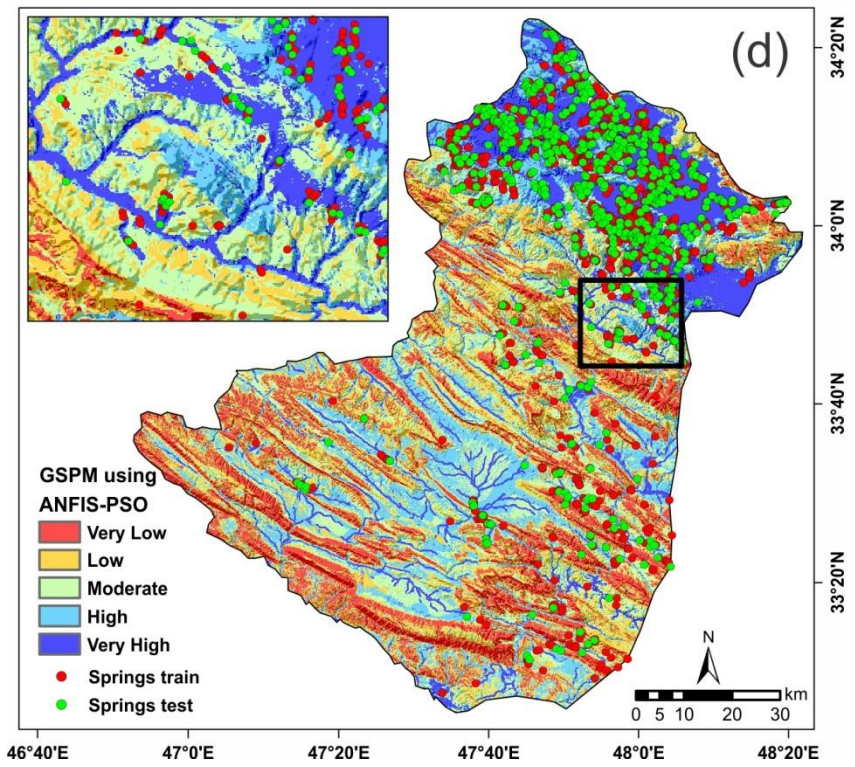 (d)
34°20'N
34°0'N
33°40'N
33°20'N
GSPM using
ANFIS-PSO
Very Low
Low
Moderate
High
Very High
Springs train
Springs test
N
km
0 5 10 20 30
46°40'E 47°0'E 47°20'E 47°40'E 48°0'E 48°20'E